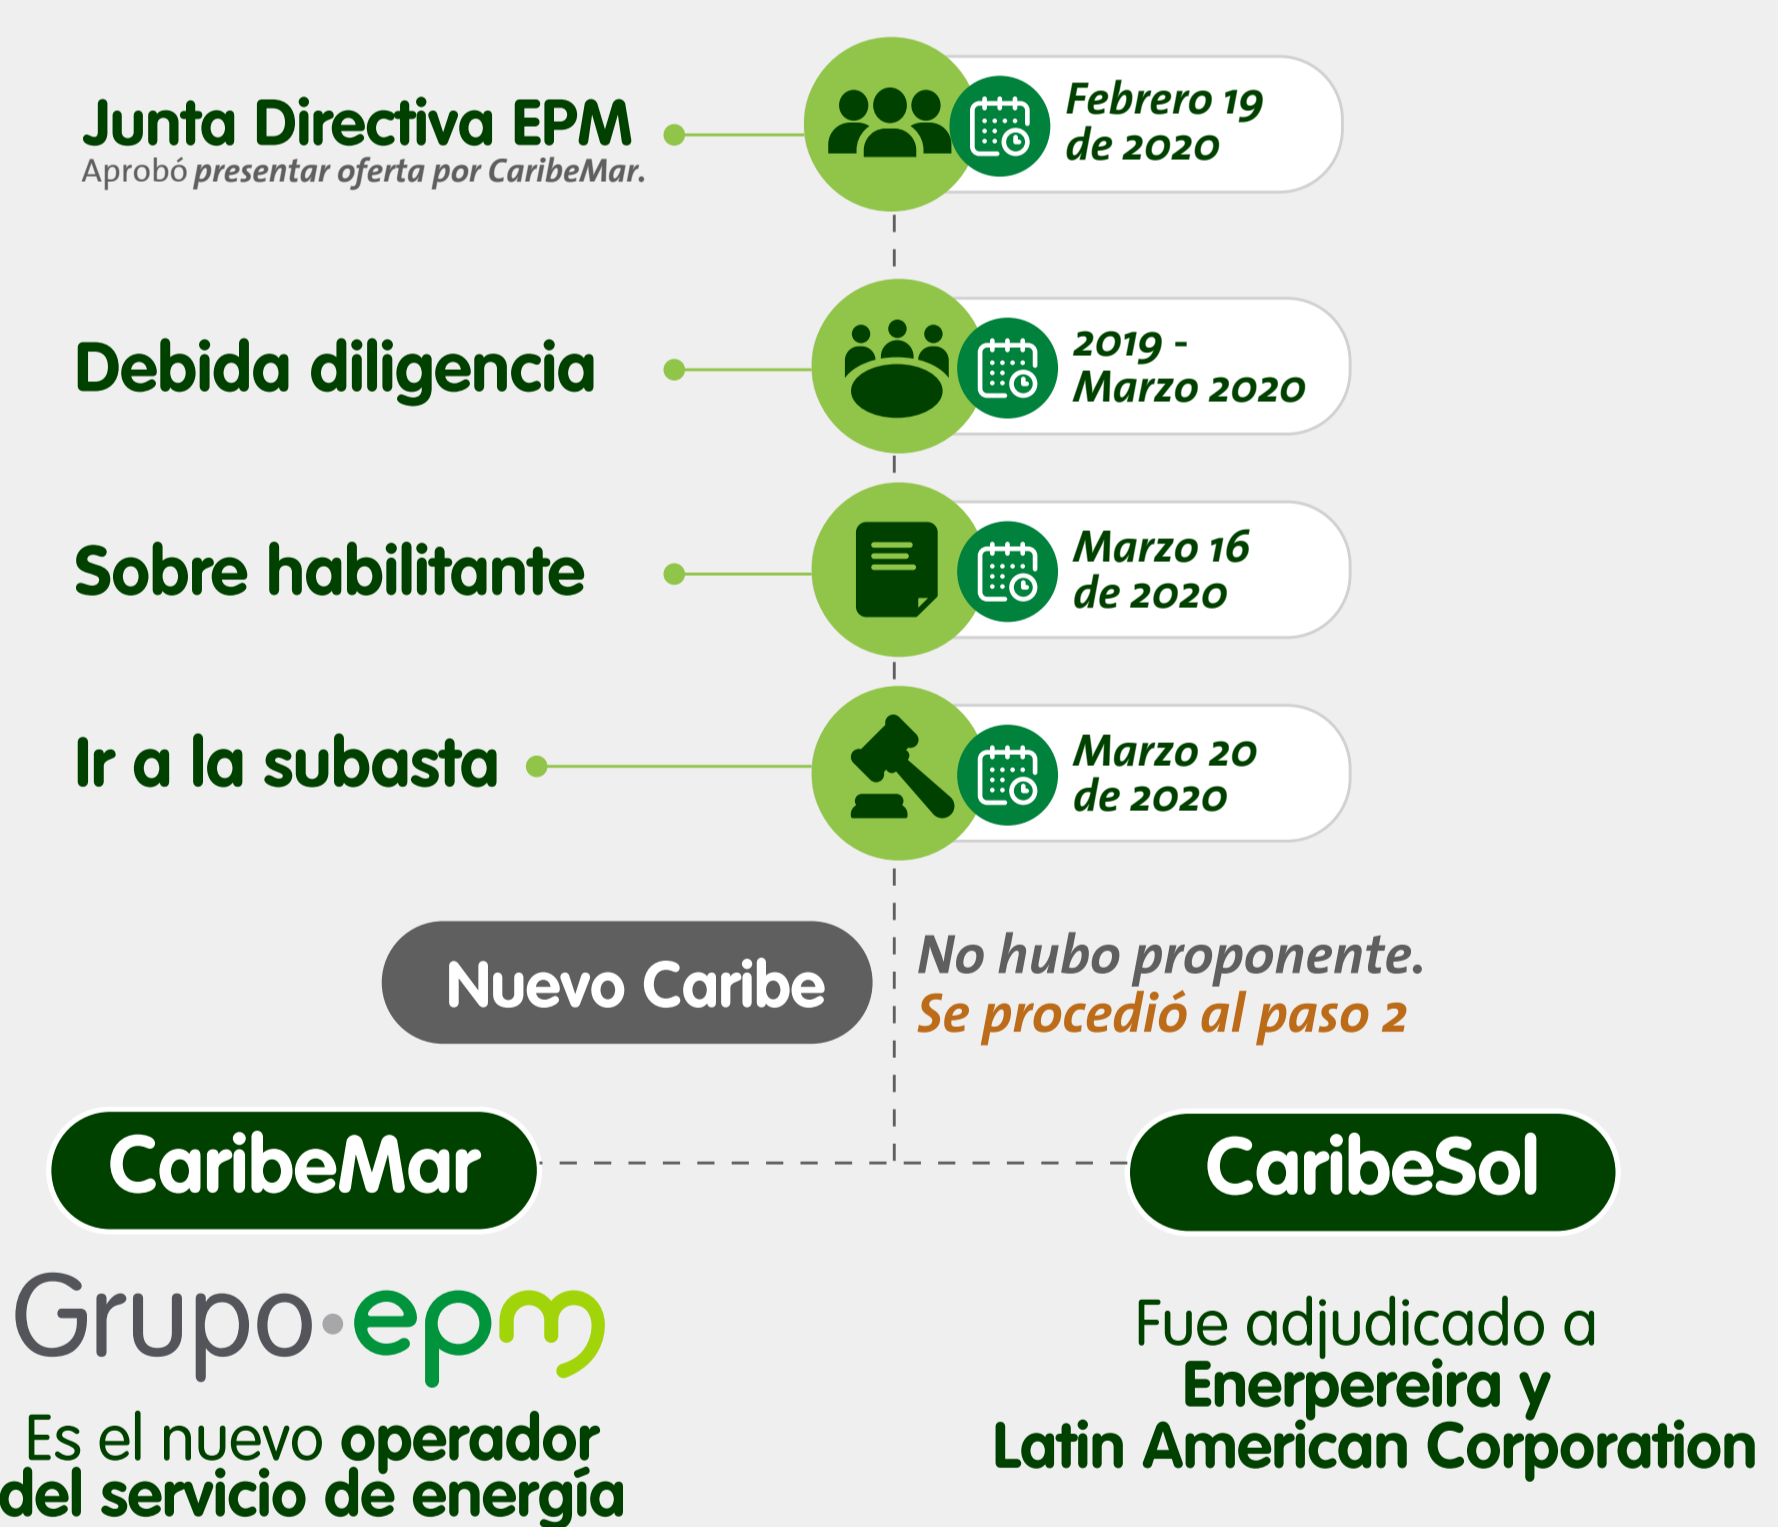 Junta Directiva EPM
Aprobó presentar oferta por CaribeMar.
Febrero 19
de 2020
Debida diligencia
2019 -
Marzo 2020
Sobre habilitante
Marzo 16
de 2020
Ir a la subasta
Marzo 20
de 2020
Nuevo Caribe
No hubo proponente.
Se procedió al paso 2
CaribeMar
CaribeSol
Grupo·epm
Es el nuevo operador
del servicio de energía
Fue adjudicado a
Enerpereira y
Latin American Corporation